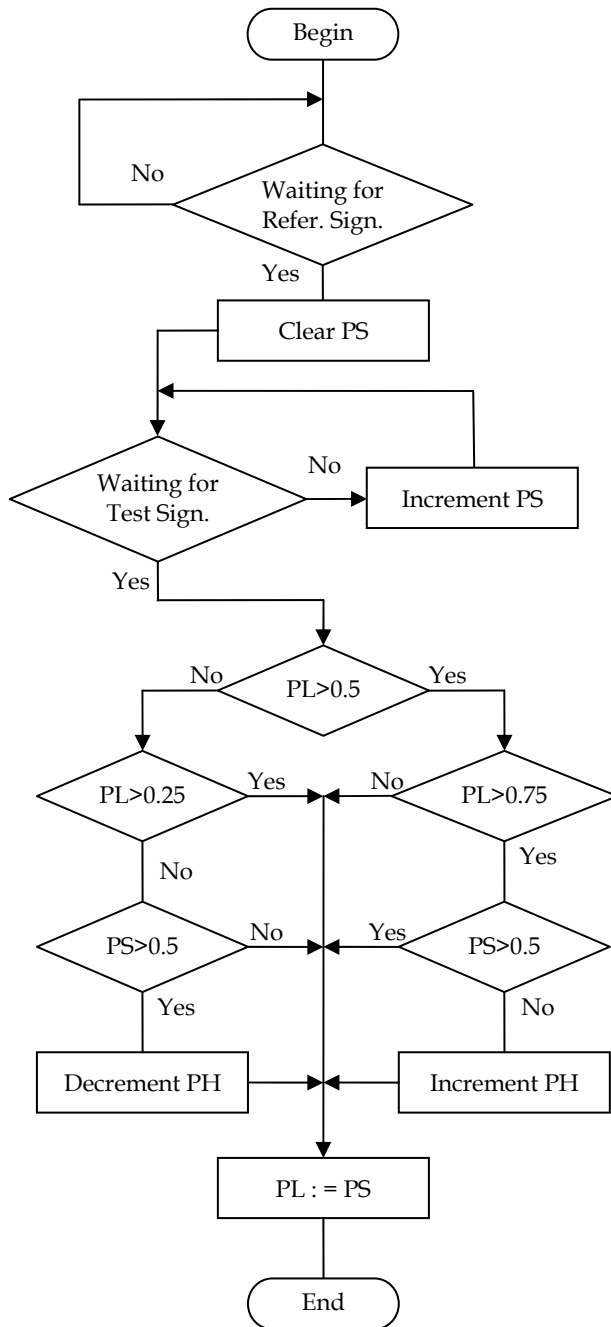 Begin
No
Waiting for
Refer. Sign.
Yes
Clear PS
Waiting for
Test Sign.
No
Increment PS
Yes
No
PL>0.5
Yes
PL>0.25
Yes
No
PL>0.75
No
Yes
PS>0.5
No
Yes
PS>0.5
Yes
No
Decrement PH
Increment PH
PL : = PS
End